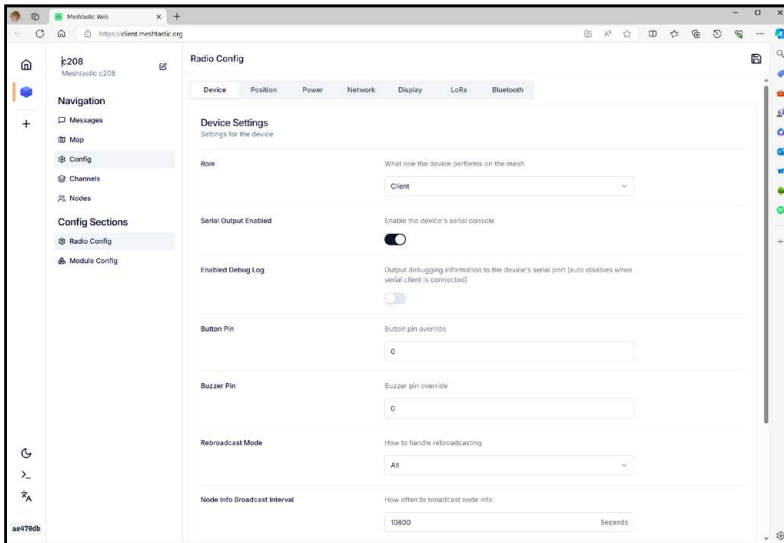 Meshtastic Web
https://client.meshtastic.org
c208
Meshtastic c208
Navigation
Messages
Map
Config
Channels
Nodes
Config Sections
Radio Config
Module Config
ae479db
Radio Config
Device Position Power Network Display LoRa Bluetooth
Device Settings
Settings for the device
Role
What role the device performs on the mesh
Client
Serial Output Enabled
Enable the device's serial console
Enabled Debug Log
Output debugging information to the device's serial port (auto disables when
serial client is connected)
Button Pin
Button pin override
0
Buzzer Pin
Buzzer pin override
0
Rebroadcast Mode
How to handle rebroadcasting
All
Node Info Broadcast Interval
How often to broadcast node info
10800 Seconds